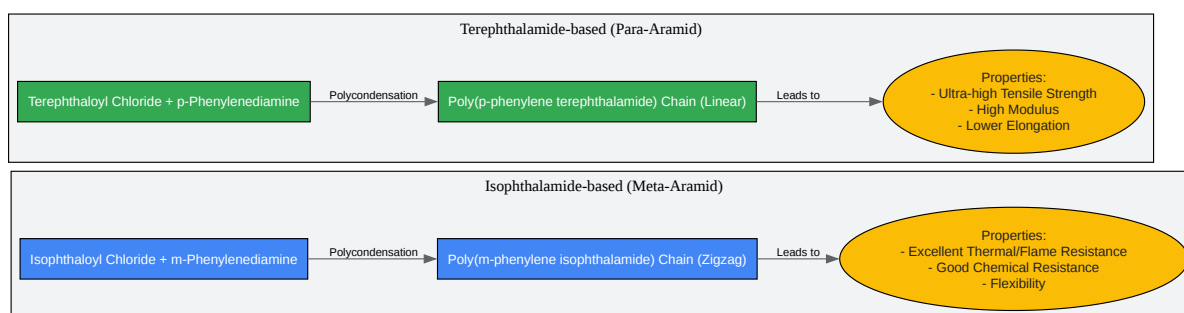 Terephthalamide-based (Para-Aramid)
Terephthaloyl Chloride + p-Phenylenediamine
Polycondensation
Poly(p-phenylene terephthalamide) Chain (Linear)
Leads to
Properties:
- Ultra-high Tensile Strength
- High Modulus
- Lower Elongation
Isophthalamide-based (Meta-Aramid)
Isophthaloyl Chloride + m-Phenylenediamine
Polycondensation
Poly(m-phenylene isophthalamide) Chain (Zigzag)
Leads to
Properties:
- Excellent Thermal/Flame Resistance
- Good Chemical Resistance
- Flexibility